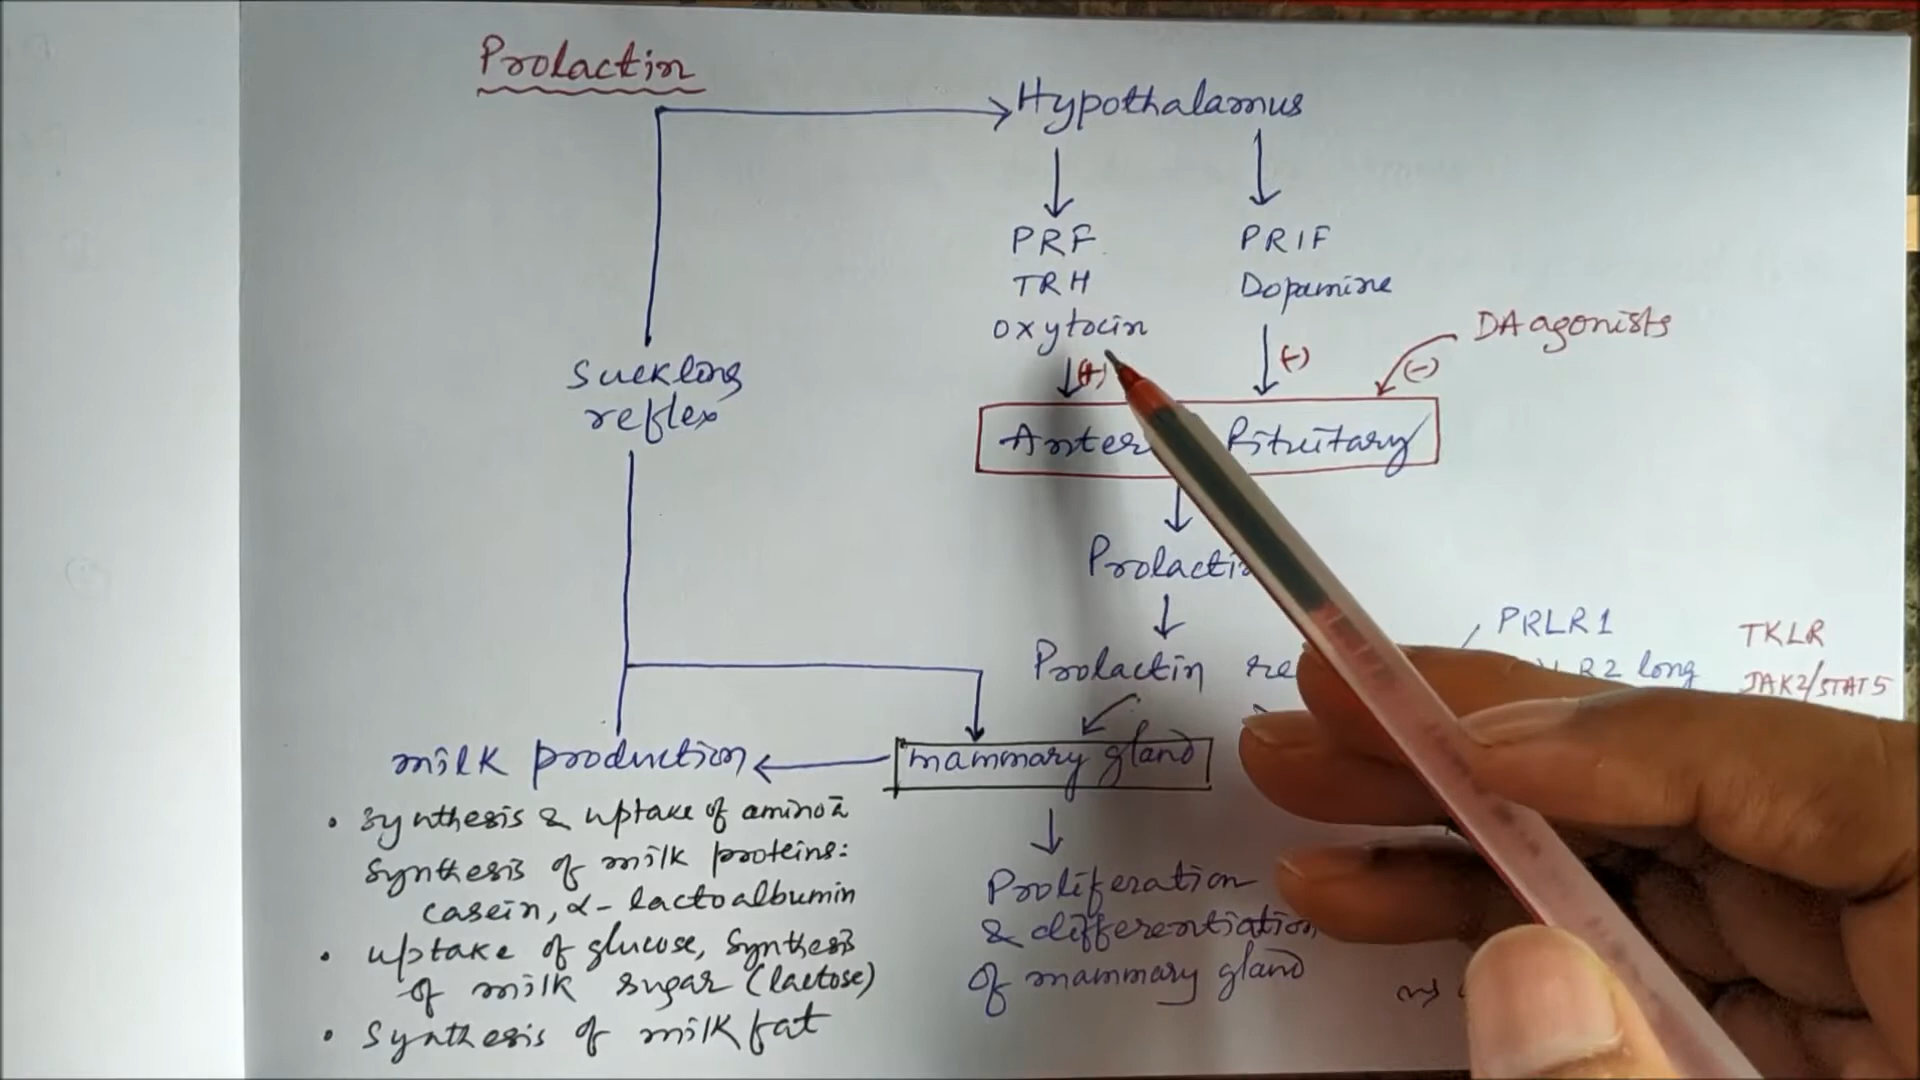 Prolactin
Hypothalamus
PRF
TRH
oxytocin
(+)
PRIF
Dopamine
(-)
DA agonists
(-)
Pituitary
Suckling
reflex
Prolactin
Prolactin
PRLR1
long
TKLR
JAK2/STAT5
mammary gland
milk production
• Synthesis & uptake of amino
Synthesis of milk proteins:
casein, α-lactoalbumin
• uptake of glucose, Synthesis
of milk sugar (lactose)
• Synthesis of milk fat
Proliferation
& differentiation
of mammary gland